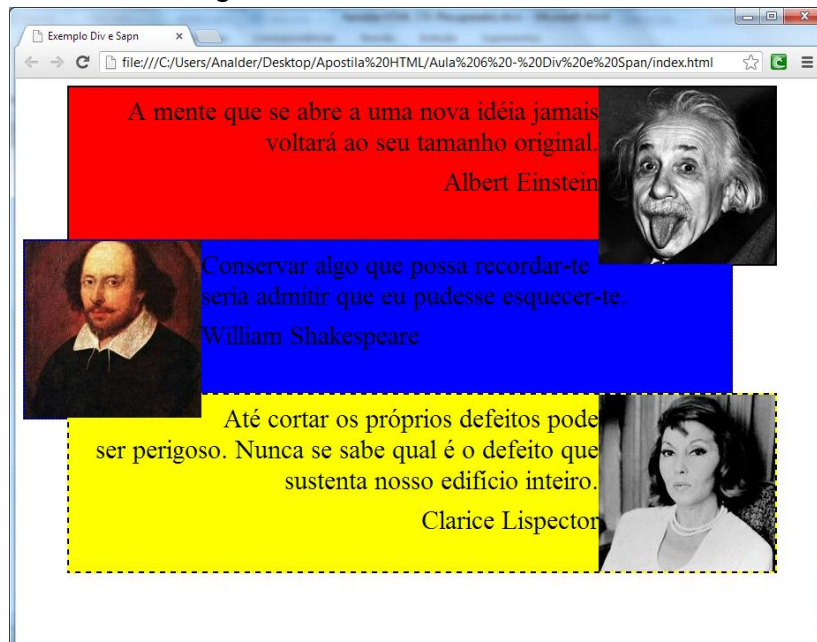 Exemplo Div e Sapn
file:///C:/Users/Analder/Desktop/Apostila%20HTML/Aula%206%20-%20Div%20e%20Span/index.html
A mente que se abre a uma nova idéia jamais
voltará ao seu tamanho original.
Albert Einstein
Conservar algo que possa recordar-te
seria admitir que eu pudesse esquecer-te.
William Shakespeare
Até cortar os próprios defeitos pode
ser perigoso. Nunca se sabe qual é o defeito que
sustenta nosso edifício inteiro.
Clarice Lispector